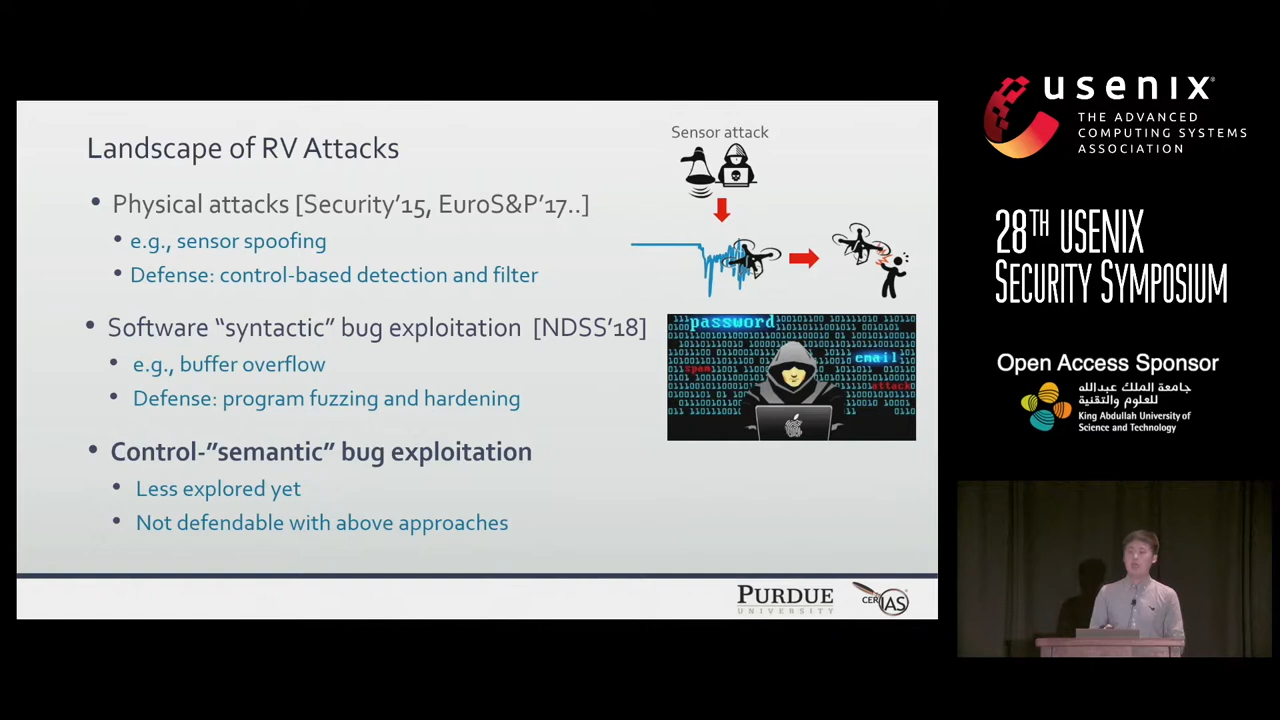 Landscape of RV Attacks
• Physical attacks [Security’15, EuroS&P’17..]
• e.g., sensor spoofing
• Defense: control-based detection and filter
• Software “syntactic” bug exploitation [NDSS’18]
• e.g., buffer overflow
• Defense: program fuzzing and hardening
• Control-”semantic” bug exploitation
• Less explored yet
• Not defendable with above approaches
Sensor attack
password
email
spam
attack
PURDUE
UNIVERSITY
CERIAS
usenix
THE ADVANCED
COMPUTING SYSTEMS
ASSOCIATION
28TH USENIX
SECURITY SYMPOSIUM
Open Access Sponsor
جامعة الملك عبدالله
للعلوم والتقنية
King Abdullah University of
Science and Technology